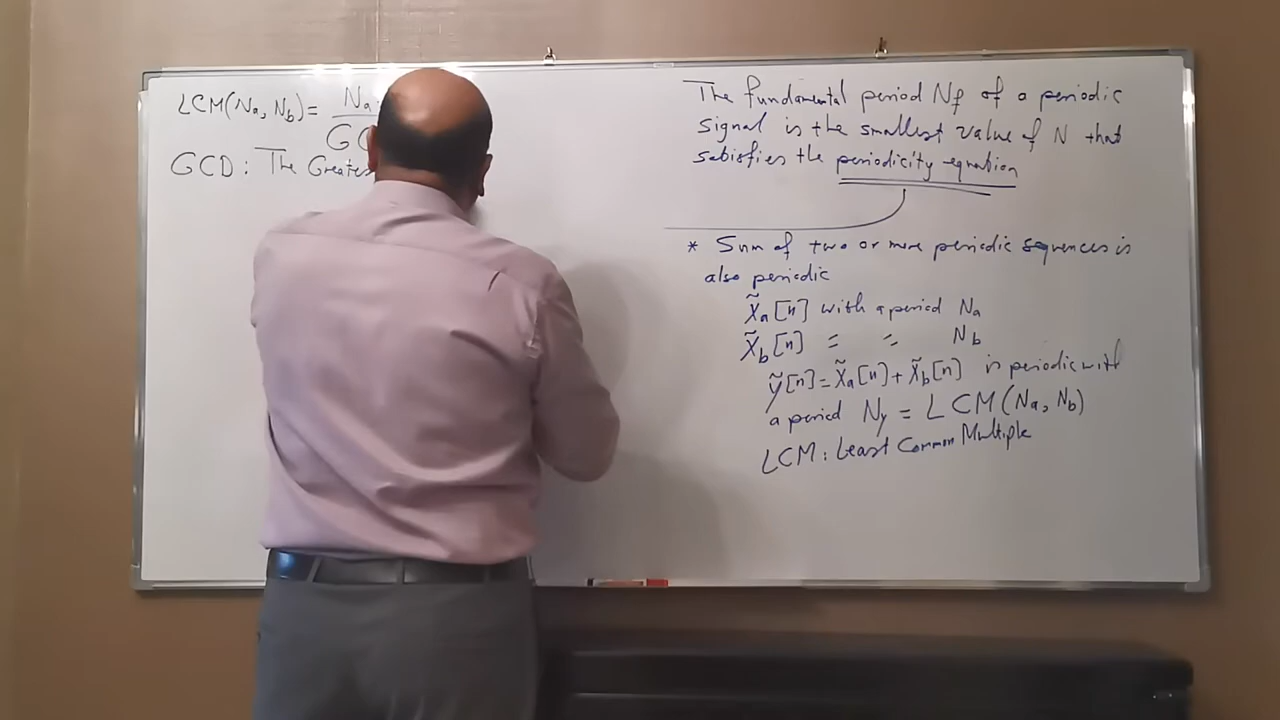 LCM(Na, Nb) = Na
GC
GCD : The Greates
The fundamental period Nf of a periodic
signal is the smallest value of N that
satisfies the periodicity equation
* Sum of two or more periodic sequences is
also periodic
x̃a[n] with a period Na
x̃b[n] = = Nb
ỹ[n] = x̃a[n] + x̃b[n] is periodic with
a period Ny = LCM(Na, Nb)
LCM : Least Common Multiple